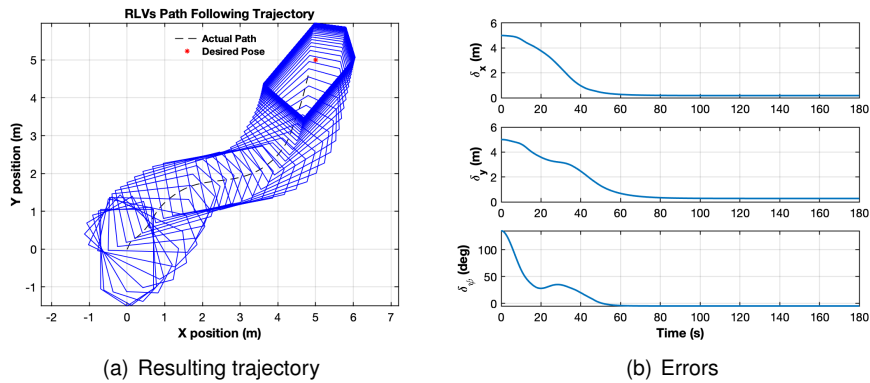 RLVs Path Following Trajectory
Actual Path
Desired Pose
5
4
3
2
1
0
-1
Y position (m)
-2 -1 0 1 2 3 4 5 6 7
X position (m)
(a) Resulting trajectory
6
4
2
0
δx (m)
0 20 40 60 80 100 120 140 160 180
6
4
2
0
δy (m)
0 20 40 60 80 100 120 140 160 180
100
50
0
δψ (deg)
0 20 40 60 80 100 120 140 160 180
Time (s)
(b) Errors